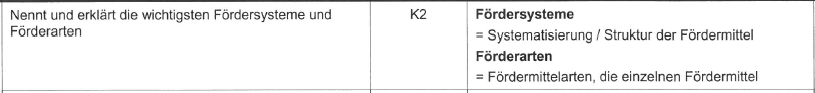 Nennt und erklärt die wichtigsten Fördersysteme und
Förderarten
K2
Fördersysteme
= Systematisierung / Struktur der Fördermittel
Förderarten
= Fördermittelarten, die einzelnen Fördermittel